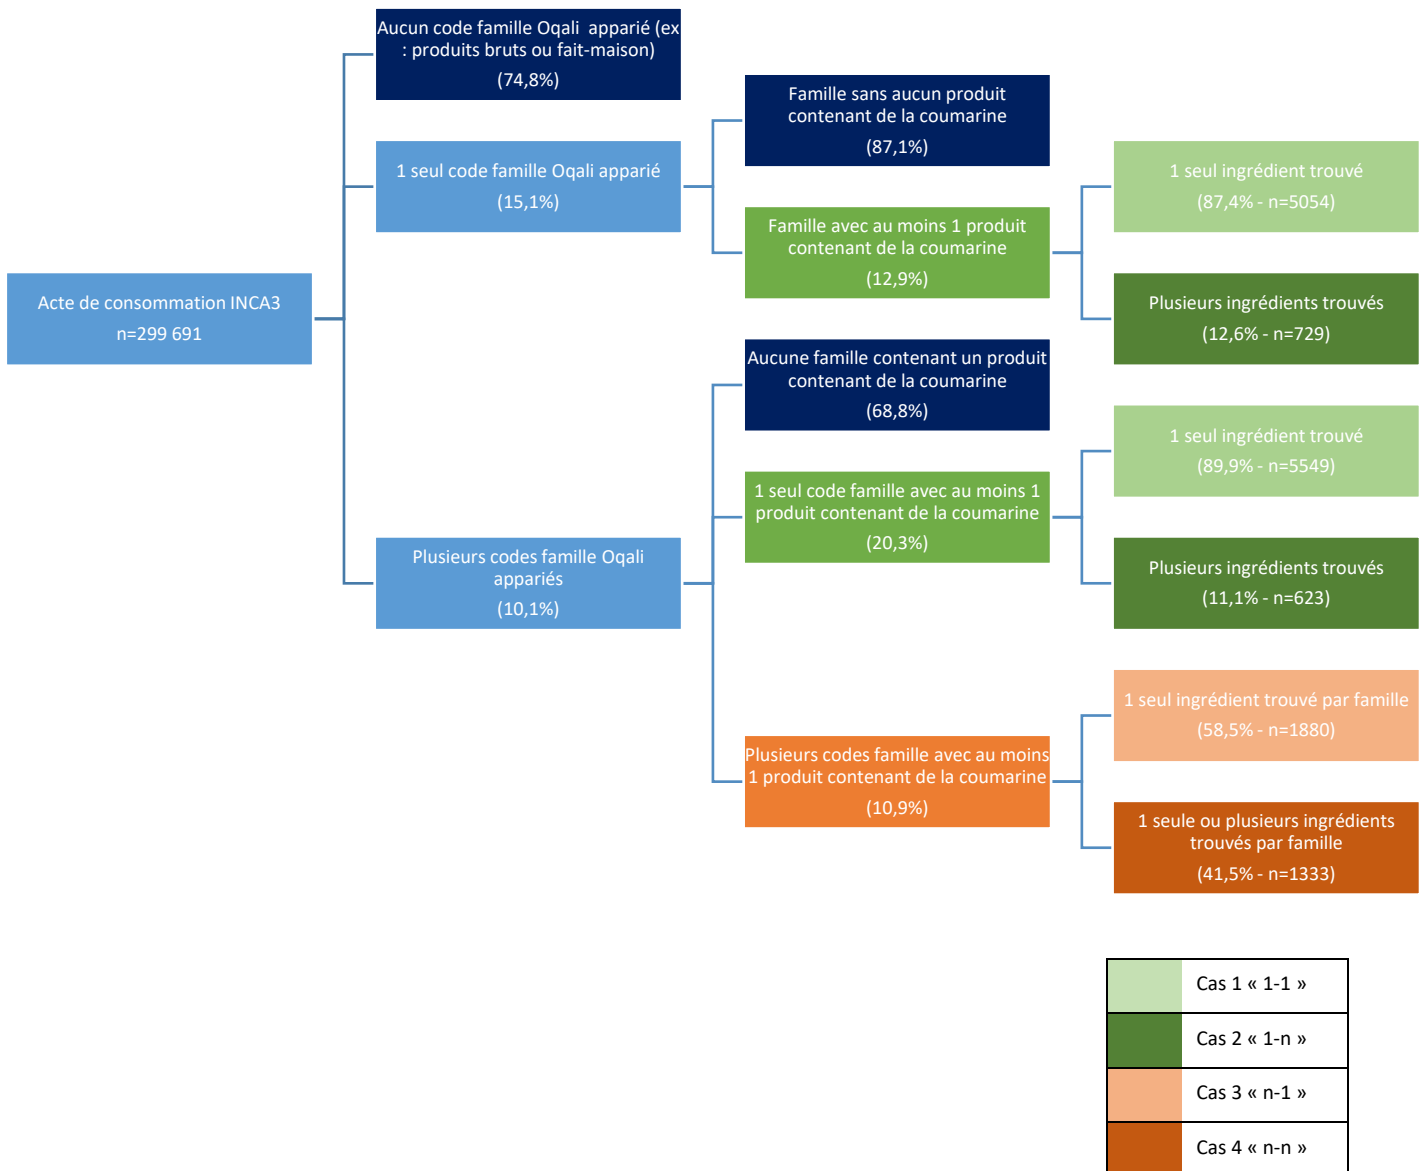 Aucun code famille Oqali apparié (ex
: produits bruts ou fait-maison)
(74,8%)
Famille sans aucun produit
contenant de la coumarine
(87,1%)
1 seul code famille Oqali apparié
(15,1%)
1 seul ingrédient trouvé
(87,4% - n=5054)
Famille avec au moins 1 produit
contenant de la coumarine
(12,9%)
Acte de consommation INCA3
n=299 691
Plusieurs ingrédients trouvés
(12,6% - n=729)
Aucune famille contenant un produit
contenant de la coumarine
(68,8%)
1 seul ingrédient trouvé
(89,9% - n=5549)
1 seul code famille avec au moins 1
produit contenant de la coumarine
(20,3%)
Plusieurs codes famille Oqali
appariés
(10,1%)
Plusieurs ingrédients trouvés
(11,1% - n=623)
1 seul ingrédient trouvé par famille
(58,5% - n=1880)
Plusieurs codes famille avec au moins
1 produit contenant de la coumarine
(10,9%)
1 seule ou plusieurs ingrédients
trouvés par famille
(41,5% - n=1333)
Cas 1 « 1-1 »
Cas 2 « 1-n »
Cas 3 « n-1 »
Cas 4 « n-n »